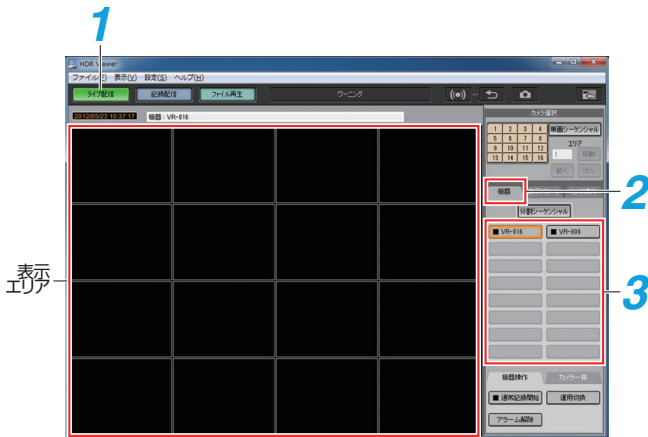 1
HDR Viewer
ファイル(F) 表示(V) 設定(S) ヘルプ(H)
ライブ配信 記録配信 ファイル再生 ワーニング
2012/05/23 10:37:17 機器 : VR-816
カメラ選択
1 2 3 4 単画シーケンシャル
5 6 7 8
エリア
9 10 11 12
1 移動
13 14 15 16
前へ 次へ
機器
2
分割シーケンシャル
■ VR-816 ■ VR-809
表示
エリア
3
機器操作 カメラ一覧
■ 通常記録開始 運用切換
アラーム解除